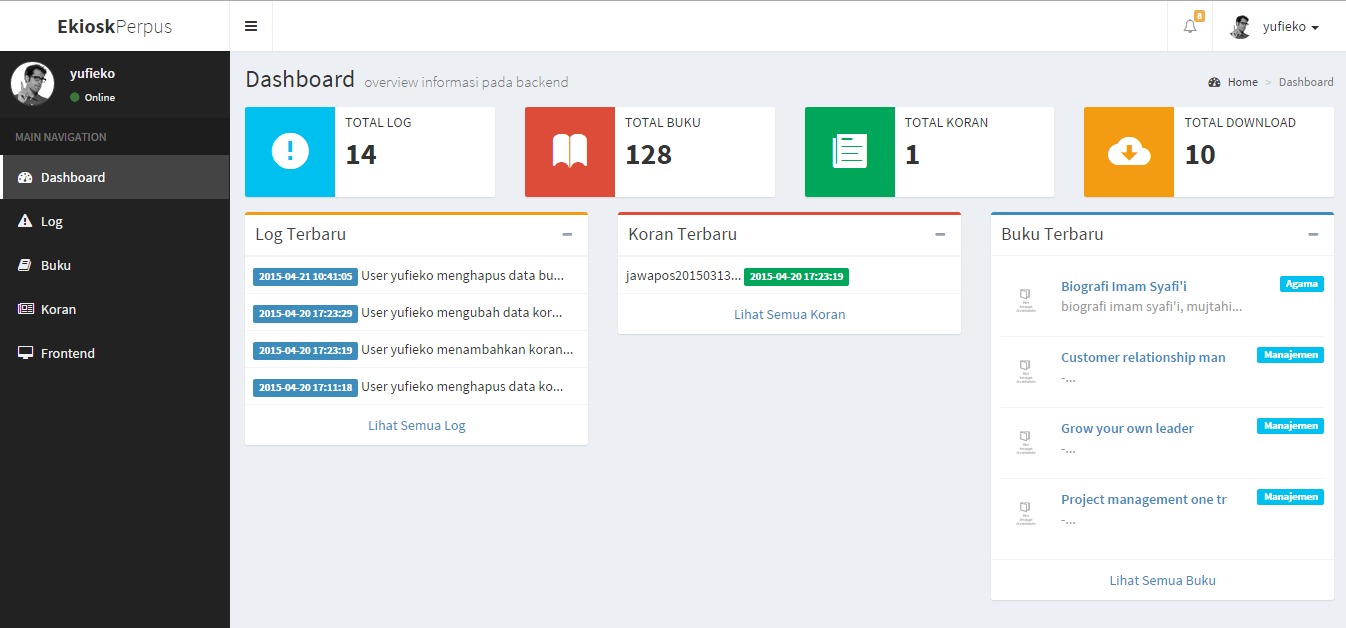 EkioskPerpus
8
yufieko
yufieko
Online
MAIN NAVIGATION
Dashboard
Log
Buku
Koran
Frontend
Dashboard overview informasi pada backend
Home > Dashboard
TOTAL LOG
14
TOTAL BUKU
128
TOTAL KORAN
1
TOTAL DOWNLOAD
10
Log Terbaru
2015-04-21 10:41:05 User yufieko menghapus data bu...
2015-04-20 17:23:29 User yufieko mengubah data kor...
2015-04-20 17:23:19 User yufieko menambahkan koran...
2015-04-20 17:11:18 User yufieko menghapus data ko...
Lihat Semua Log
Koran Terbaru
jawapos20150313... 2015-04-20 17:23:19
Lihat Semua Koran
Buku Terbaru
Biografi Imam Syafi'i Agama
biografi imam syafi'i, mujtahi...
Customer relationship man Manajemen
-...
Grow your own leader Manajemen
-...
Project management one tr Manajemen
-...
Lihat Semua Buku